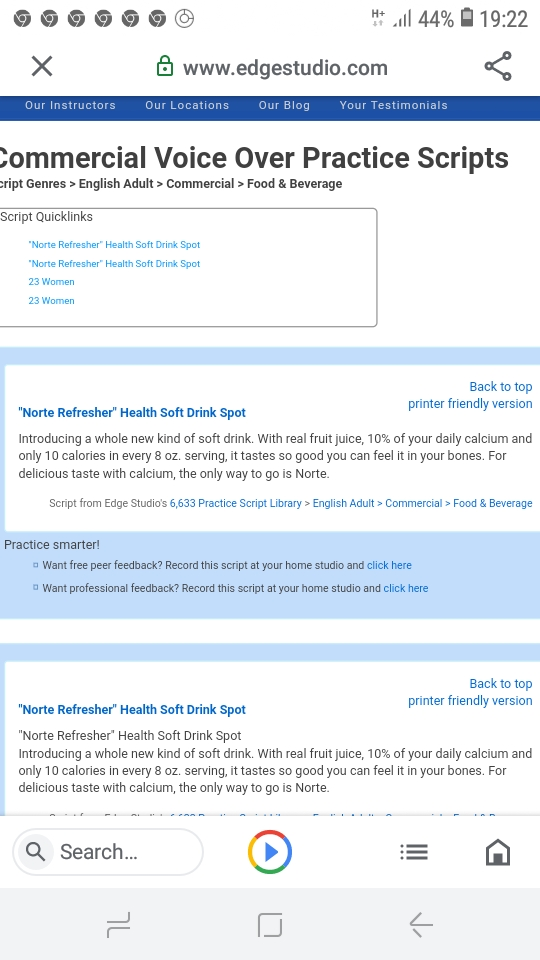 H+ 44% 19:22
www.edgestudio.com
Our Instructors Our Locations Our Blog Your Testimonials
Commercial Voice Over Practice Scripts
cript Genres > English Adult > Commercial > Food & Beverage
Script Quicklinks
"Norte Refresher" Health Soft Drink Spot
"Norte Refresher" Health Soft Drink Spot
23 Women
23 Women
Back to top
printer friendly version
"Norte Refresher" Health Soft Drink Spot
Introducing a whole new kind of soft drink. With real fruit juice, 10% of your daily calcium and
only 10 calories in every 8 oz. serving, it tastes so good you can feel it in your bones. For
delicious taste with calcium, the only way to go is Norte.
Script from Edge Studio's 6,633 Practice Script Library > English Adult > Commercial > Food & Beverage
Practice smarter!
Want free peer feedback? Record this script at your home studio and click here
Want professional feedback? Record this script at your home studio and click here
Back to top
printer friendly version
"Norte Refresher" Health Soft Drink Spot
"Norte Refresher" Health Soft Drink Spot
Introducing a whole new kind of soft drink. With real fruit juice, 10% of your daily calcium and
only 10 calories in every 8 oz. serving, it tastes so good you can feel it in your bones. For
delicious taste with calcium, the only way to go is Norte.
Search...